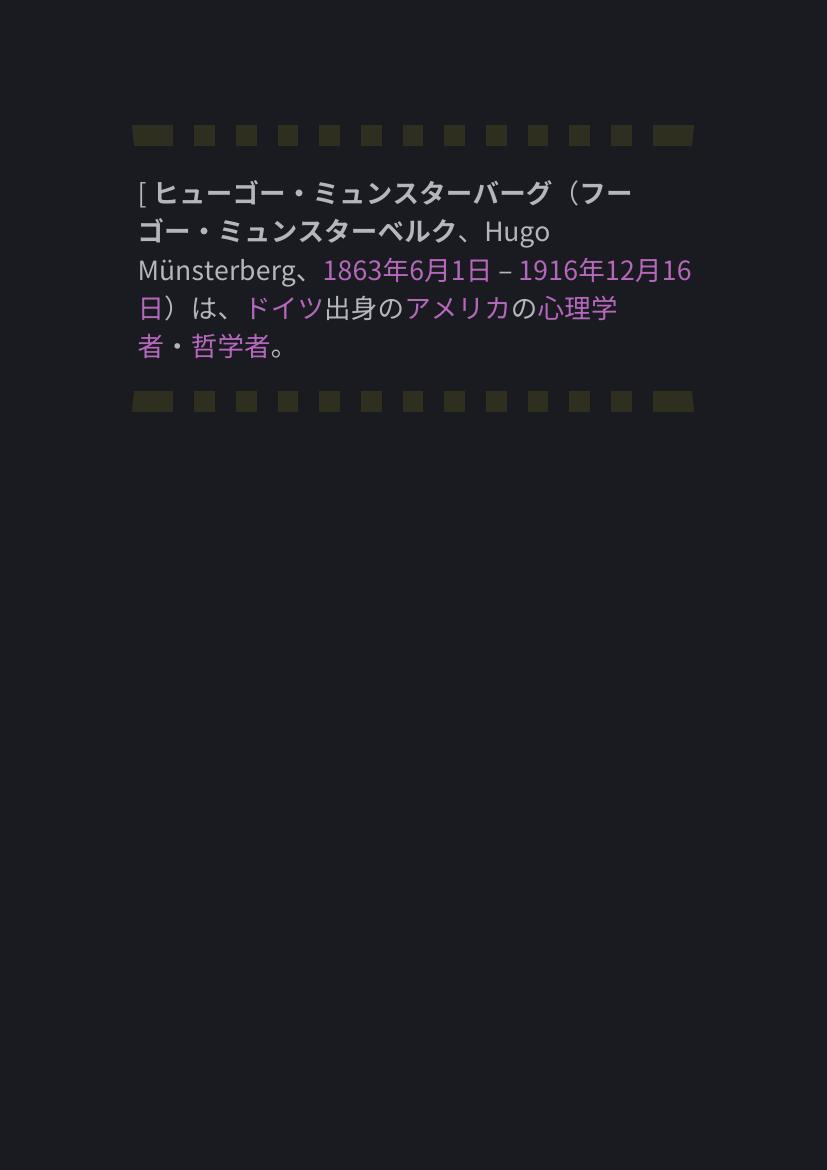 [ ヒューゴー・ミュンスターバーグ（フー
ゴー・ミュンスターベルク、Hugo
Münsterberg、1863年6月1日 – 1916年12月16
日）は、ドイツ出身のアメリカの心理学
者・哲学者。